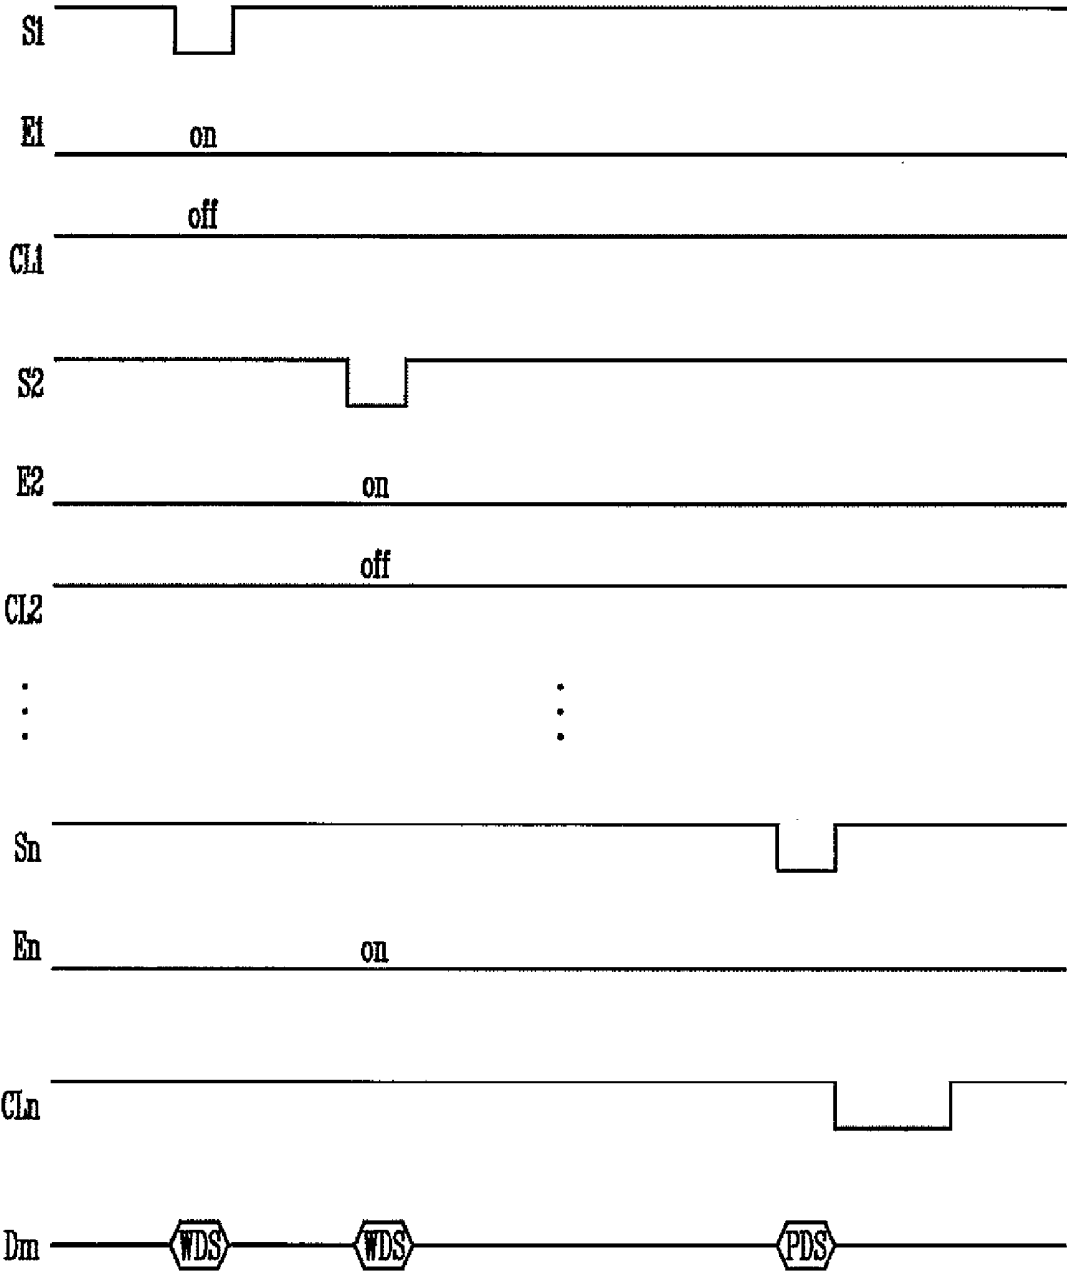 S1
E1 on
off
CL1
S2
E2 on
off
CL2
Sn
En on
CLn
Dm WDS WDS PDS